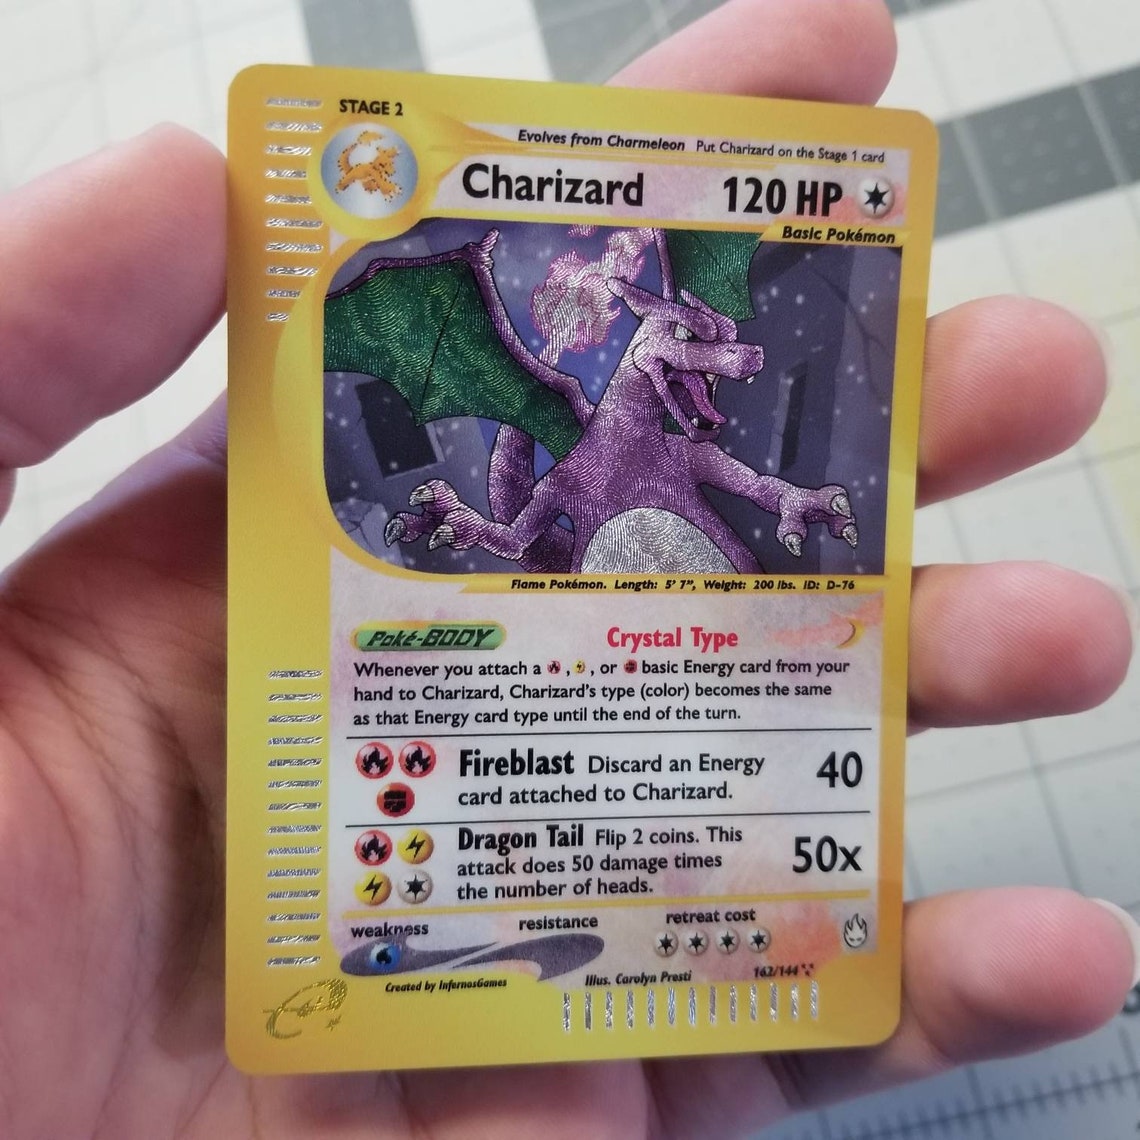 STAGE 2
Evolves from Charmeleon Put Charizard on the Stage 1 card
Charizard 120 HP
Basic Pokémon
Flame Pokémon. Length: 5' 7", Weight: 200 lbs. ID: D-76
Poké-BODY Crystal Type
Whenever you attach a , , or basic Energy card from your
hand to Charizard, Charizard's type (color) becomes the same
as that Energy card type until the end of the turn.
Fireblast Discard an Energy 40
card attached to Charizard.
Dragon Tail Flip 2 coins. This 50x
attack does 50 damage times
the number of heads.
weakness resistance retreat cost
Created by InfernosGames Illus. Carolyn Presti 162/144